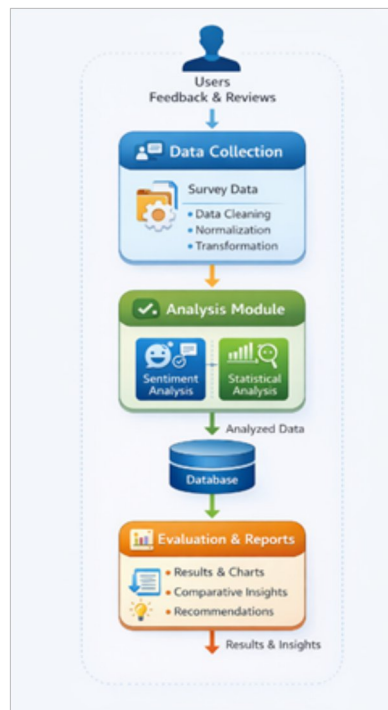 Users
Feedback & Reviews
Data Collection
Survey Data
• Data Cleaning
• Normalization
• Transformation
Analysis Module
Sentiment
Analysis
Statistical
Analysis
Analyzed Data
Database
Evaluation & Reports
• Results & Charts
• Comparative Insights
• Recommendations
Results & Insights